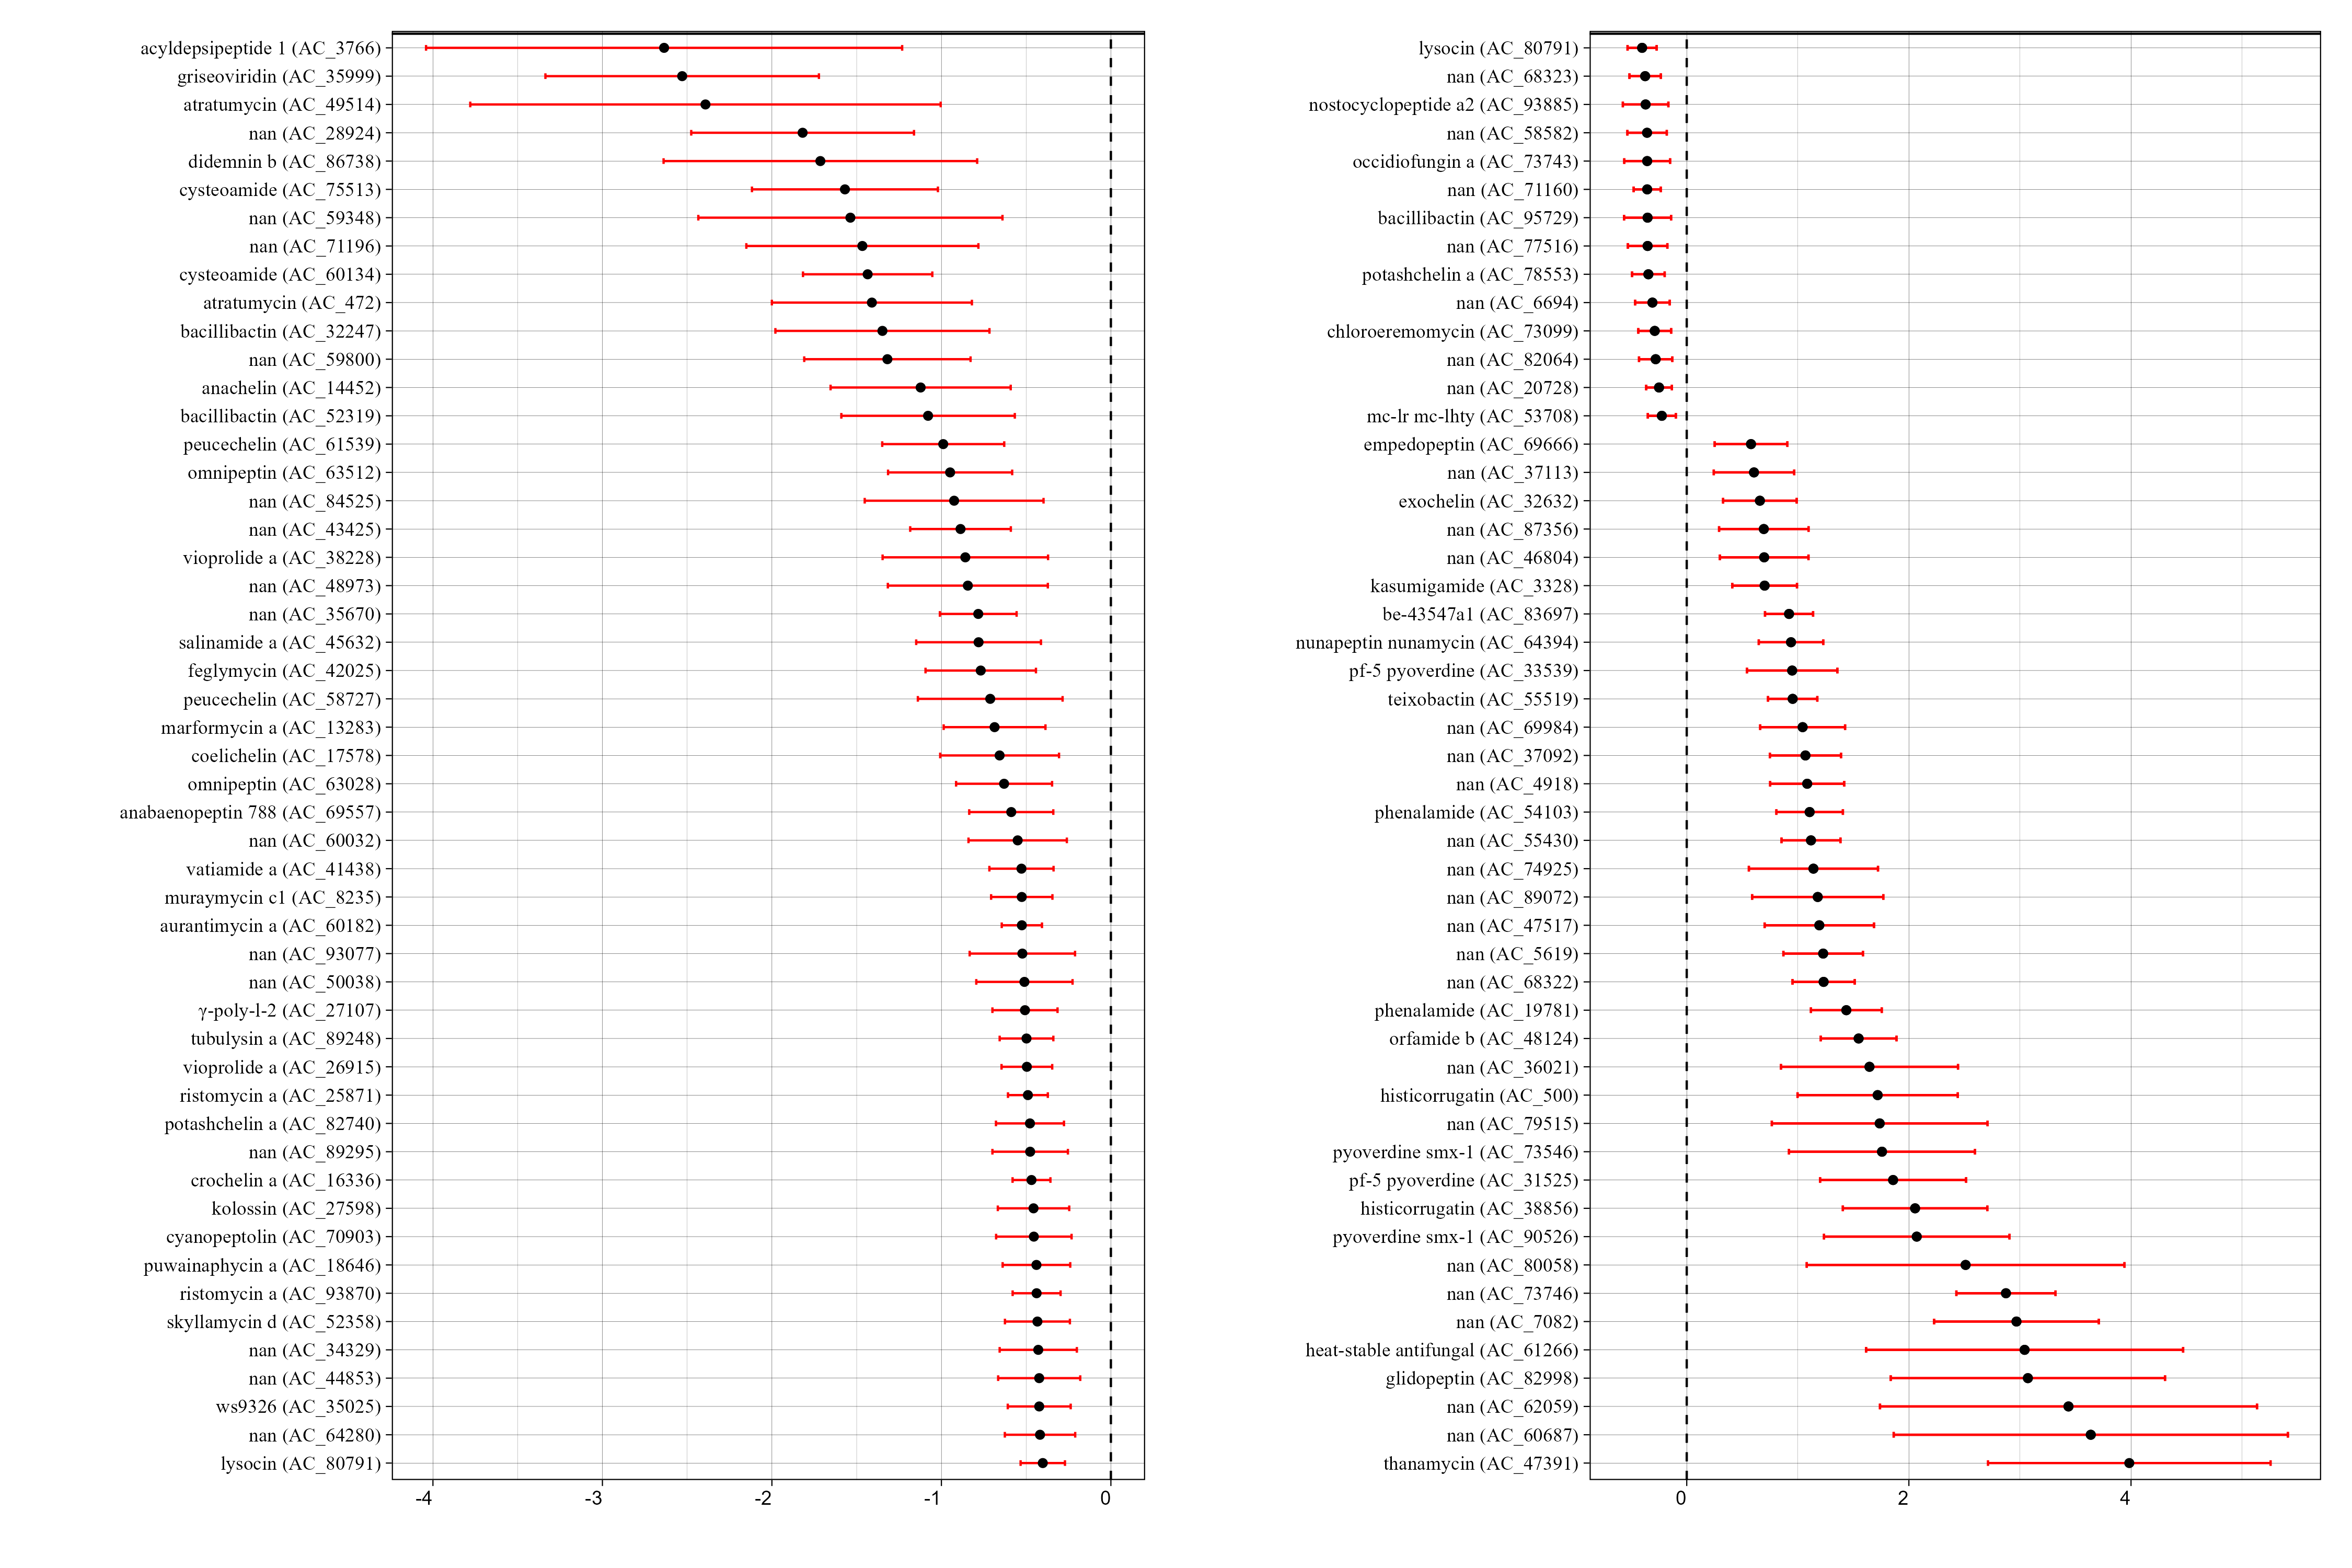 acyldepsipeptide 1 (AC_3766)
griseoviridin (AC_35999)
atratumycin (AC_49514)
nan (AC_28924)
didemnin b (AC_86738)
cysteoamide (AC_75513)
nan (AC_59348)
nan (AC_71196)
cysteoamide (AC_60134)
atratumycin (AC_472)
bacillibactin (AC_32247)
nan (AC_59800)
anachelin (AC_14452)
bacillibactin (AC_52319)
peucechelin (AC_61539)
omnipeptin (AC_63512)
nan (AC_84525)
nan (AC_43425)
vioprolide a (AC_38228)
nan (AC_48973)
nan (AC_35670)
salinamide a (AC_45632)
feglymycin (AC_42025)
peucechelin (AC_58727)
marformycin a (AC_13283)
coelichelin (AC_17578)
omnipeptin (AC_63028)
anabaenopeptin 788 (AC_69557)
nan (AC_60032)
vatiamide a (AC_41438)
muraymycin c1 (AC_8235)
aurantimycin a (AC_60182)
nan (AC_93077)
nan (AC_50038)
γ-poly-l-2 (AC_27107)
tubulysin a (AC_89248)
vioprolide a (AC_26915)
ristomycin a (AC_25871)
potashchelin a (AC_82740)
nan (AC_89295)
crochelin a (AC_16336)
kolossin (AC_27598)
cyanopeptolin (AC_70903)
puwainaphycin a (AC_18646)
ristomycin a (AC_93870)
skyllamycin d (AC_52358)
nan (AC_34329)
nan (AC_44853)
ws9326 (AC_35025)
nan (AC_64280)
lysocin (AC_80791)
-4 -3 -2 -1 0
lysocin (AC_80791)
nan (AC_68323)
nostocyclopeptide a2 (AC_93885)
nan (AC_58582)
occidiofungin a (AC_73743)
nan (AC_71160)
bacillibactin (AC_95729)
nan (AC_77516)
potashchelin a (AC_78553)
nan (AC_6694)
chloroeremomycin (AC_73099)
nan (AC_82064)
nan (AC_20728)
mc-lr mc-lhty (AC_53708)
empedopeptin (AC_69666)
nan (AC_37113)
exochelin (AC_32632)
nan (AC_87356)
nan (AC_46804)
kasumigamide (AC_3328)
be-43547a1 (AC_83697)
nunapeptin nunamycin (AC_64394)
pf-5 pyoverdine (AC_33539)
teixobactin (AC_55519)
nan (AC_69984)
nan (AC_37092)
nan (AC_4918)
phenalamide (AC_54103)
nan (AC_55430)
nan (AC_74925)
nan (AC_89072)
nan (AC_47517)
nan (AC_5619)
nan (AC_68322)
phenalamide (AC_19781)
orfamide b (AC_48124)
nan (AC_36021)
histicorrugatin (AC_500)
nan (AC_79515)
pyoverdine smx-1 (AC_73546)
pf-5 pyoverdine (AC_31525)
histicorrugatin (AC_38856)
pyoverdine smx-1 (AC_90526)
nan (AC_80058)
nan (AC_73746)
nan (AC_7082)
heat-stable antifungal (AC_61266)
glidopeptin (AC_82998)
nan (AC_62059)
nan (AC_60687)
thanamycin (AC_47391)
0 2 4